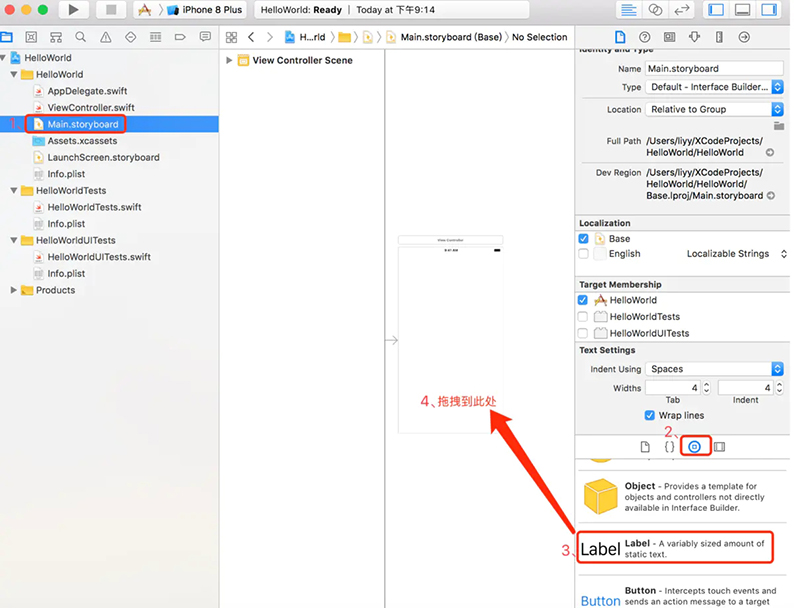 iPhone 8 Plus
HelloWorld: Ready | Today at 下午9:14
H...rld
Main.storyboard (Base)
No Selection
HelloWorld
HelloWorld
AppDelegate.swift
ViewController.swift
1、
Main.storyboard
Assets.xcassets
LaunchScreen.storyboard
Info.plist
HelloWorldTests
HelloWorldTests.swift
Info.plist
HelloWorldUITests
HelloWorldUITests.swift
Info.plist
Products
View Controller Scene
View Controller
4、拖拽到此处
Identity and Type
Name Main.storyboard
Type Default - Interface Builder...
Location Relative to Group
Full Path /Users/liyy/XCodeProjects/
HelloWorld/HelloWorld
Dev Region /Users/liyy/XCodeProjects/
HelloWorld/HelloWorld/
Base.lproj/Main.storyboard
Localization
Base
English Localizable Strings
Target Membership
HelloWorld
HelloWorldTests
HelloWorldUITests
Text Settings
Indent Using Spaces
Widths 4 4
Tab Indent
Wrap lines
2、
{ }
Object - Provides a template for
objects and controllers not directly
available in Interface Builder.
3、
Label
Label - A variably sized amount of
static text.
Button
Button - Intercepts touch events and
sends an action message to a target